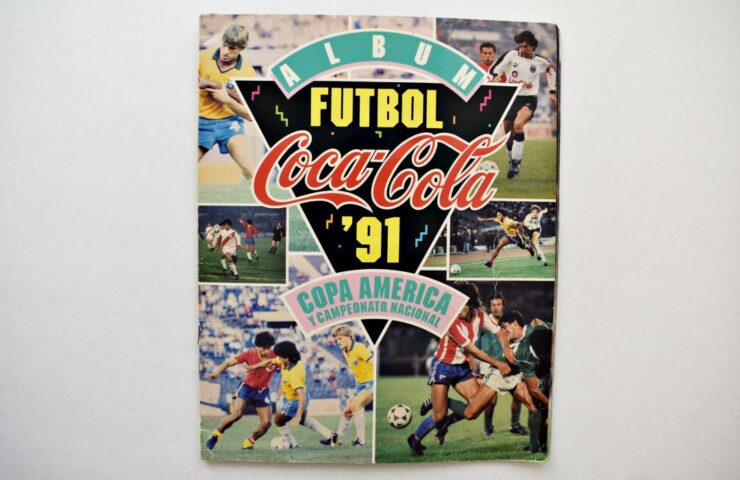 ALBUM
FUTBOL
Coca-Cola
'91
COPA AMERICA
Y CAMPEONATO NACIONAL